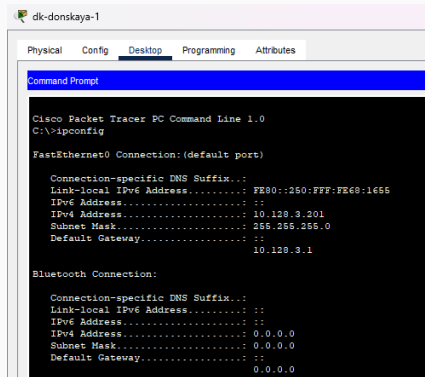 dk-donskaya-1
Physical Config Desktop Programming Attributes
Command Prompt
Cisco Packet Tracer PC Command Line 1.0
C:\>ipconfig
FastEthernet0 Connection:(default port)
Connection-specific DNS Suffix..:
Link-local IPv6 Address.........: FE80::250:FFF:FE68:1655
IPv6 Address....................: ::
IPv4 Address....................: 10.128.3.201
Subnet Mask.....................: 255.255.255.0
Default Gateway.................: ::
10.128.3.1
Bluetooth Connection:
Connection-specific DNS Suffix..:
Link-local IPv6 Address.........: ::
IPv6 Address....................: ::
IPv4 Address....................: 0.0.0.0
Subnet Mask.....................: 0.0.0.0
Default Gateway.................: ::
0.0.0.0